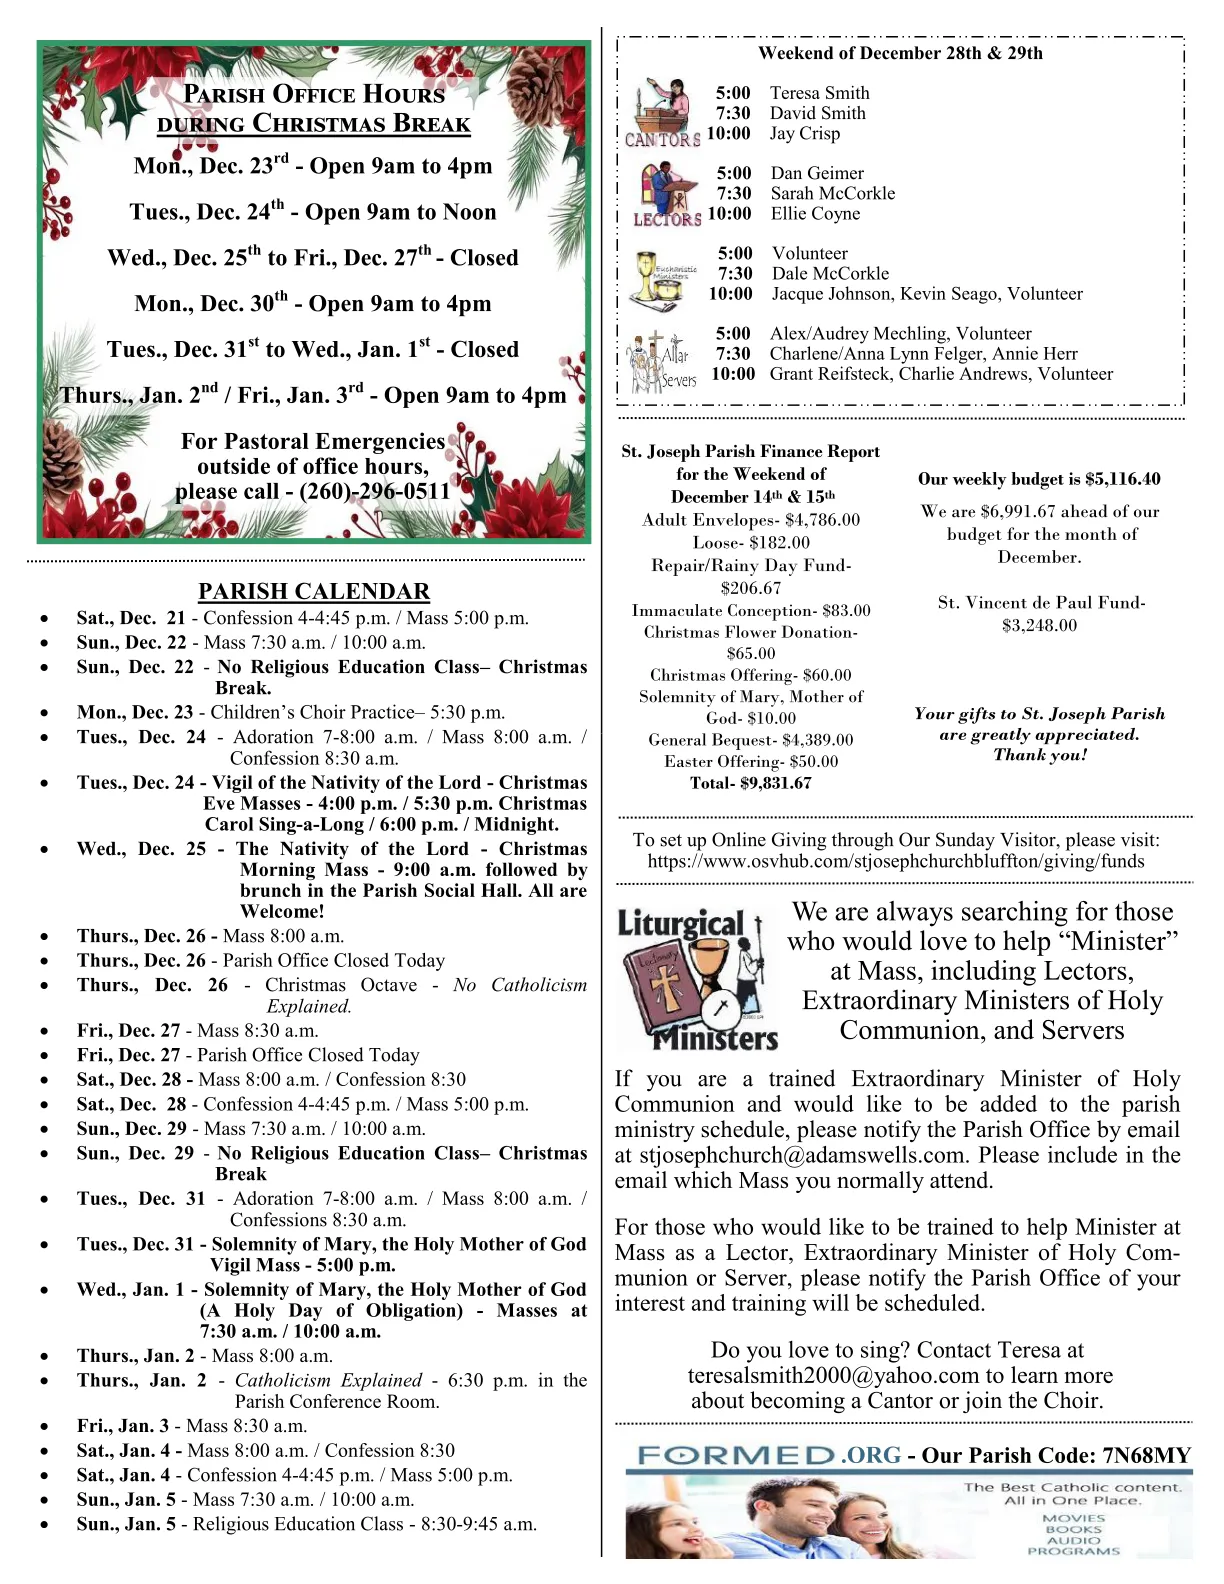 PARISH OFFICE HOURS
DURING CHRISTMAS BREAK
Mon., Dec. 23rd - Open 9am to 4pm
Tues., Dec. 24th - Open 9am to Noon
Wed., Dec. 25th to Fri., Dec. 27th - Closed
Mon., Dec. 30th - Open 9am to 4pm
Tues., Dec. 31st to Wed., Jan. 1st - Closed
Thurs., Jan. 2nd / Fri., Jan. 3rd - Open 9am to 4pm
For Pastoral Emergencies
outside of office hours,
please call - (260)-296-0511
PARISH CALENDAR
• Sat., Dec. 21 - Confession 4-4:45 p.m. / Mass 5:00 p.m.
• Sun., Dec. 22 - Mass 7:30 a.m. / 10:00 a.m.
• Sun., Dec. 22 - No Religious Education Class– Christmas
Break.
• Mon., Dec. 23 - Children’s Choir Practice– 5:30 p.m.
• Tues., Dec. 24 - Adoration 7-8:00 a.m. / Mass 8:00 a.m. /
Confession 8:30 a.m.
• Tues., Dec. 24 - Vigil of the Nativity of the Lord - Christmas
Eve Masses - 4:00 p.m. / 5:30 p.m. Christmas
Carol Sing-a-Long / 6:00 p.m. / Midnight.
• Wed., Dec. 25 - The Nativity of the Lord - Christmas
Morning Mass - 9:00 a.m. followed by
brunch in the Parish Social Hall. All are
Welcome!
• Thurs., Dec. 26 - Mass 8:00 a.m.
• Thurs., Dec. 26 - Parish Office Closed Today
• Thurs., Dec. 26 - Christmas Octave - No Catholicism
Explained.
• Fri., Dec. 27 - Mass 8:30 a.m.
• Fri., Dec. 27 - Parish Office Closed Today
• Sat., Dec. 28 - Mass 8:00 a.m. / Confession 8:30
• Sat., Dec. 28 - Confession 4-4:45 p.m. / Mass 5:00 p.m.
• Sun., Dec. 29 - Mass 7:30 a.m. / 10:00 a.m.
• Sun., Dec. 29 - No Religious Education Class– Christmas
Break
• Tues., Dec. 31 - Adoration 7-8:00 a.m. / Mass 8:00 a.m. /
Confessions 8:30 a.m.
• Tues., Dec. 31 - Solemnity of Mary, the Holy Mother of God
Vigil Mass - 5:00 p.m.
• Wed., Jan. 1 - Solemnity of Mary, the Holy Mother of God
(A Holy Day of Obligation) - Masses at
7:30 a.m. / 10:00 a.m.
• Thurs., Jan. 2 - Mass 8:00 a.m.
• Thurs., Jan. 2 - Catholicism Explained - 6:30 p.m. in the
Parish Conference Room.
• Fri., Jan. 3 - Mass 8:30 a.m.
• Sat., Jan. 4 - Mass 8:00 a.m. / Confession 8:30
• Sat., Jan. 4 - Confession 4-4:45 p.m. / Mass 5:00 p.m.
• Sun., Jan. 5 - Mass 7:30 a.m. / 10:00 a.m.
• Sun., Jan. 5 - Religious Education Class - 8:30-9:45 a.m.
Weekend of December 28th & 29th
CANTORS
5:00 Teresa Smith
7:30 David Smith
10:00 Jay Crisp
LECTORS
5:00 Dan Geimer
7:30 Sarah McCorkle
10:00 Ellie Coyne
Eucharistic
Ministers
5:00 Volunteer
7:30 Dale McCorkle
10:00 Jacque Johnson, Kevin Seago, Volunteer
Altar
Servers
5:00 Alex/Audrey Mechling, Volunteer
7:30 Charlene/Anna Lynn Felger, Annie Herr
10:00 Grant Reifsteck, Charlie Andrews, Volunteer
St. Joseph Parish Finance Report
for the Weekend of
December 14th & 15th
Adult Envelopes- $4,786.00
Loose- $182.00
Repair/Rainy Day Fund-
$206.67
Immaculate Conception- $83.00
Christmas Flower Donation-
$65.00
Christmas Offering- $60.00
Solemnity of Mary, Mother of
God- $10.00
General Bequest- $4,389.00
Easter Offering- $50.00
Total- $9,831.67
Our weekly budget is $5,116.40
We are $6,991.67 ahead of our
budget for the month of
December.
St. Vincent de Paul Fund-
$3,248.00
Your gifts to St. Joseph Parish
are greatly appreciated.
Thank you!
To set up Online Giving through Our Sunday Visitor, please visit:
https://www.osvhub.com/stjosephchurchbluffton/giving/funds
Liturgical
Lectionary
Ministers
We are always searching for those
who would love to help “Minister”
at Mass, including Lectors,
Extraordinary Ministers of Holy
Communion, and Servers
If you are a trained Extraordinary Minister of Holy
Communion and would like to be added to the parish
ministry schedule, please notify the Parish Office by email
at stjosephchurch@adamswells.com. Please include in the
email which Mass you normally attend.
For those who would like to be trained to help Minister at
Mass as a Lector, Extraordinary Minister of Holy Com-
munion or Server, please notify the Parish Office of your
interest and training will be scheduled.
Do you love to sing? Contact Teresa at
teresalsmith2000@yahoo.com to learn more
about becoming a Cantor or join the Choir.
FORMED.ORG - Our Parish Code: 7N68MY
The Best Catholic content.
All in One Place.
MOVIES
BOOKS
AUDIO
PROGRAMS